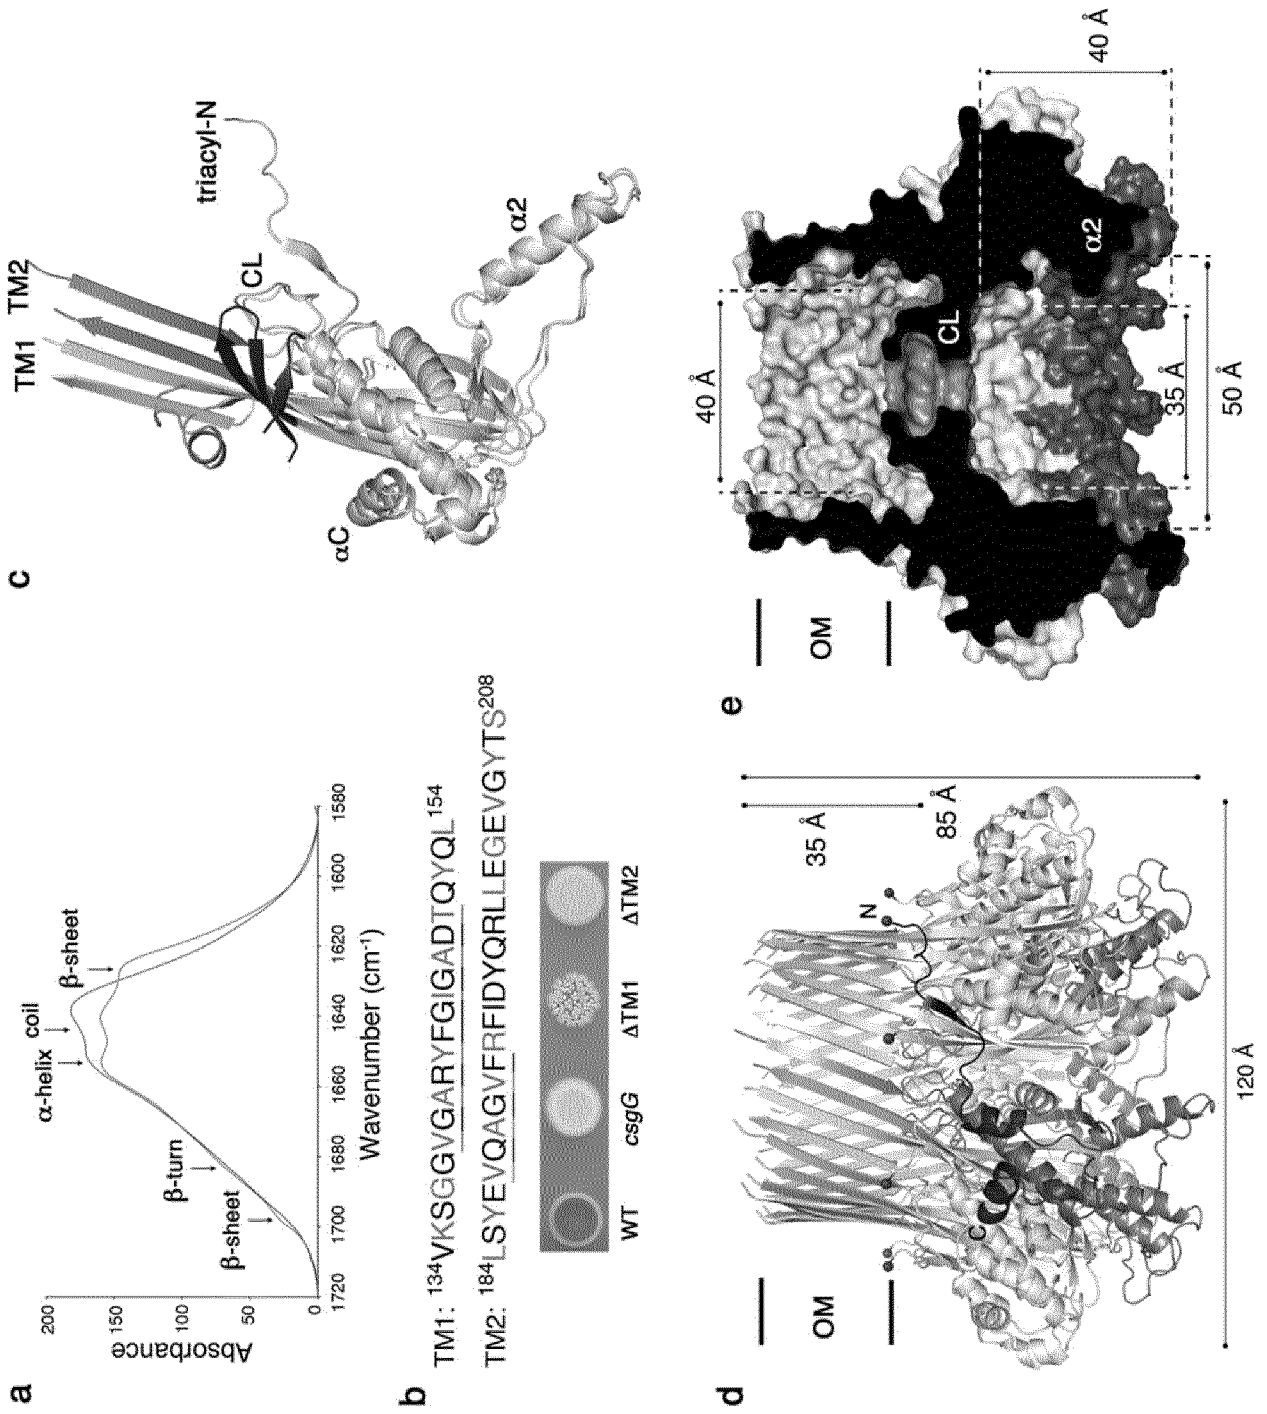 a
Absorbance
200
150
100
50
0
β-sheet
β-turn
α-helix
coil
β-sheet
1720
1700
1680
1660
1640
1620
1600
1580
Wavenumber (cm⁻¹)
b
TM1: ¹³⁴VKSGGVGARYFGIGADTQYQL¹⁵⁴
TM2: ¹⁸⁴LSYEVQAGVFRFIDYQRLLEGEVGYTS²⁰⁸
WT
csgG
ΔTM1
ΔTM2
c
TM1
TM2
CL
triacyl-N
αC
α2
d
OM
N
C
35 Å
85 Å
120 Å
e
OM
40 Å
CL
α2
40 Å
35 Å
50 Å